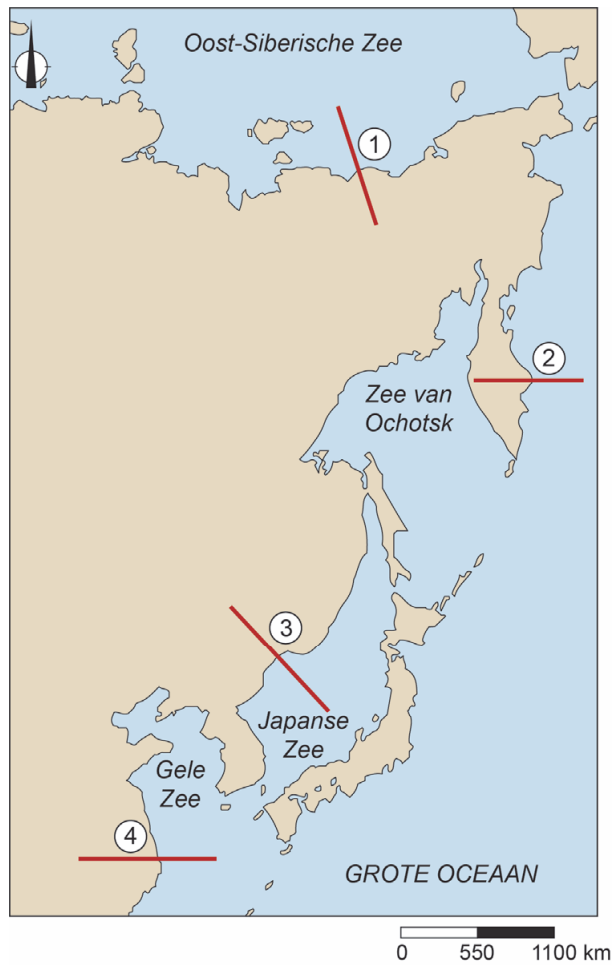 Oost-Siberische Zee
1
2
Zee van
Ochotsk
3
Japanse
Zee
Gele
Zee
4
GROTE OCEAAN
0 550 1100 km